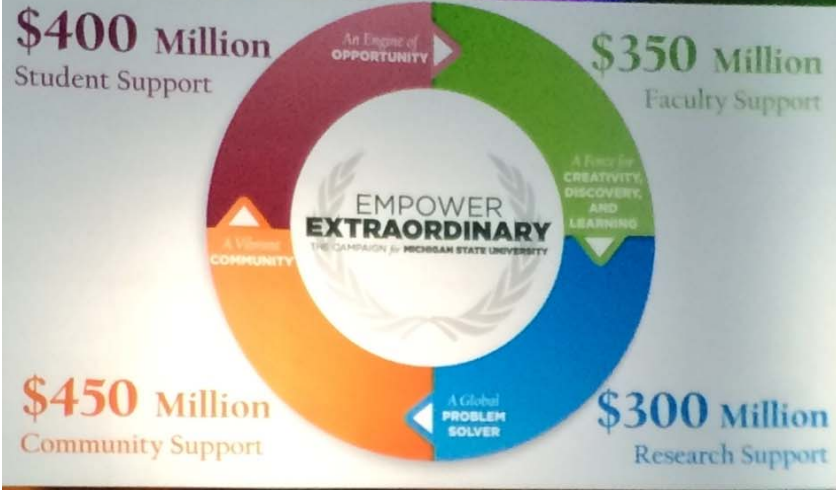 $400 Million
Student Support
An Engine of
OPPORTUNITY
$350 Million
Faculty Support
A Force for
CREATIVITY,
DISCOVERY,
AND
LEARNING
EMPOWER
EXTRAORDINARY
THE CAMPAIGN for MICHIGAN STATE UNIVERSITY
A Vibrant
COMMUNITY
$450 Million
Community Support
A Global
PROBLEM
SOLVER
$300 Million
Research Support